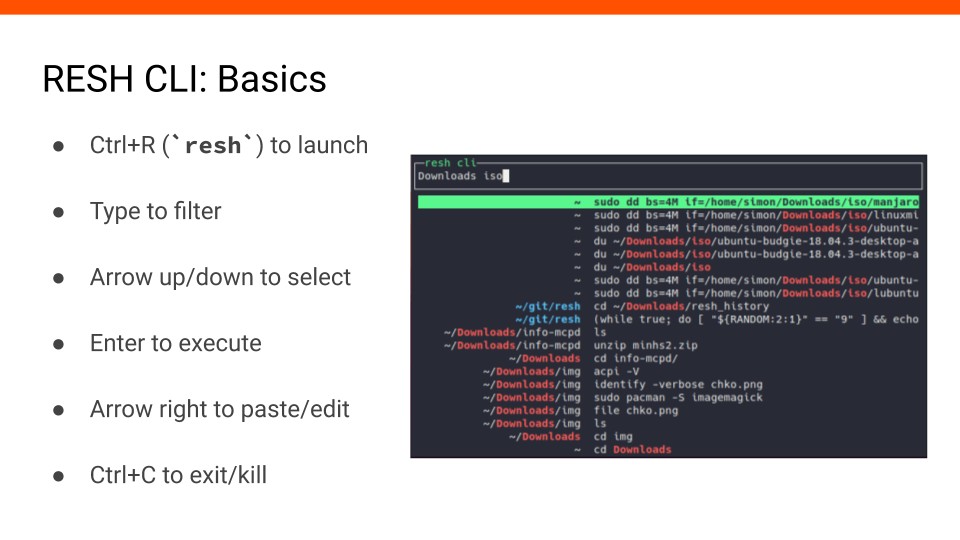 RESH CLI: Basics
● Ctrl+R (`resh`) to launch
● Type to filter
● Arrow up/down to select
● Enter to execute
● Arrow right to paste/edit
● Ctrl+C to exit/kill
resh cli
Downloads iso
~ sudo dd bs=4M if=/home/simon/Downloads/iso/manjaro
~ sudo dd bs=4M if=/home/simon/Downloads/iso/linuxmi
~ sudo dd bs=4M if=/home/simon/Downloads/iso/ubuntu-
~ du ~/Downloads/iso/ubuntu-budgie-18.04.3-desktop-a
~ du ~/Downloads/iso/ubuntu-budgie-18.04.3-desktop-a
~ du ~/Downloads/iso
~ sudo dd bs=4M if=/home/simon/Downloads/iso/ubuntu-
~ sudo dd bs=4M if=/home/simon/Downloads/iso/lubuntu
~/git/resh cd ~/Downloads/resh_history
~/git/resh (while true; do [ "${RANDOM:2:1}" == "9" ] && echo
~/Downloads/info-mcpd ls
~/Downloads/info-mcpd unzip minhs2.zip
~/Downloads cd info-mcpd/
~/Downloads/img acpi -V
~/Downloads/img identify -verbose chko.png
~/Downloads/img sudo pacman -S imagemagick
~/Downloads/img file chko.png
~/Downloads/img ls
~/Downloads cd img
~ cd Downloads